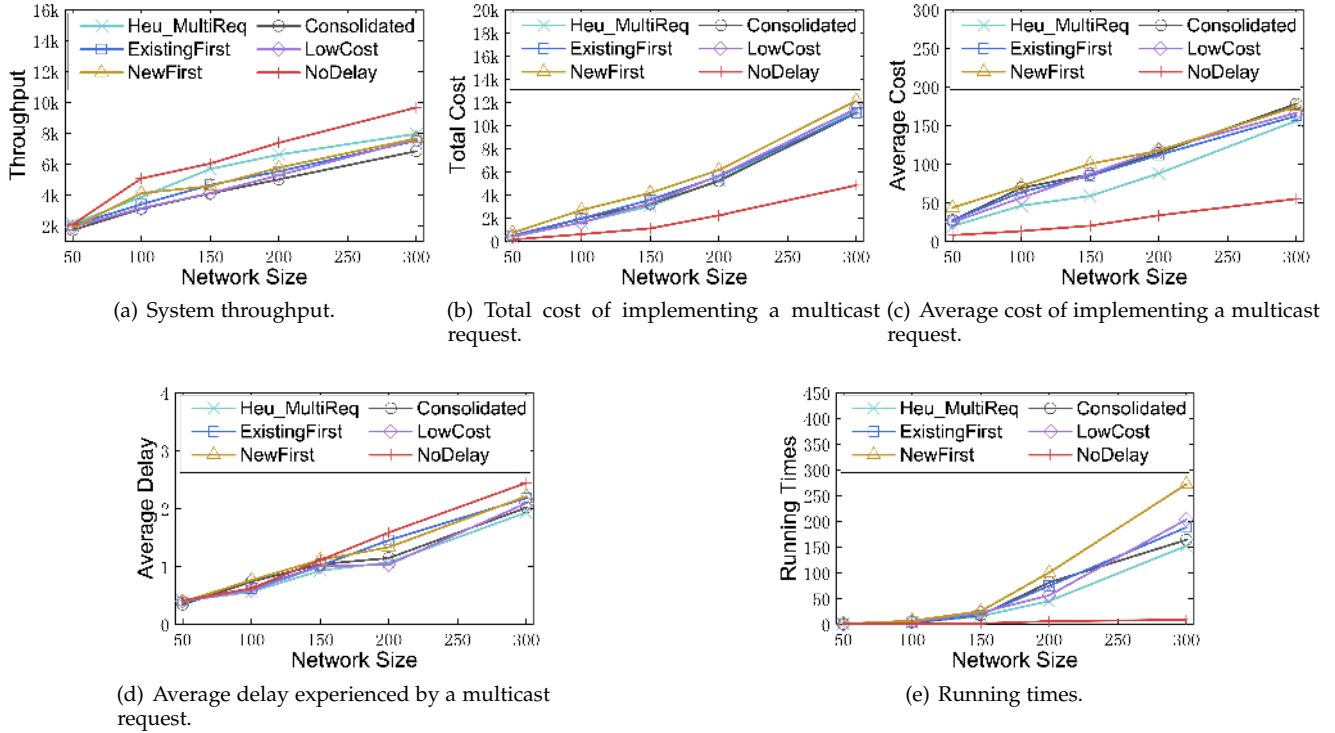 16k
14k
12k
10k
8k
6k
4k
2k
Throughput
Heu_MultiReq
ExistingFirst
NewFirst
Consolidated
LowCost
NoDelay
50 100 150 200 250 300
Network Size
(a) System throughput.
20k
18k
16k
14k
12k
10k
8k
6k
4k
2k
0
Total Cost
Heu_MultiReq
ExistingFirst
NewFirst
Consolidated
LowCost
NoDelay
50 100 150 200 250 300
Network Size
(b) Total cost of implementing a multicast
request.
300
250
200
150
100
50
0
Average Cost
Heu_MultiReq
ExistingFirst
NewFirst
Consolidated
LowCost
NoDelay
50 100 150 200 250 300
Network Size
(c) Average cost of implementing a multicast
request.
4
3
2
1
0
Average Delay
Heu_MultiReq
ExistingFirst
NewFirst
Consolidated
LowCost
NoDelay
50 100 150 200 250 300
Network Size
(d) Average delay experienced by a multicast
request.
450
400
350
300
250
200
150
100
50
0
Running Times
Heu_MultiReq
ExistingFirst
NewFirst
Consolidated
LowCost
NoDelay
50 100 150 200 250 300
Network Size
(e) Running times.